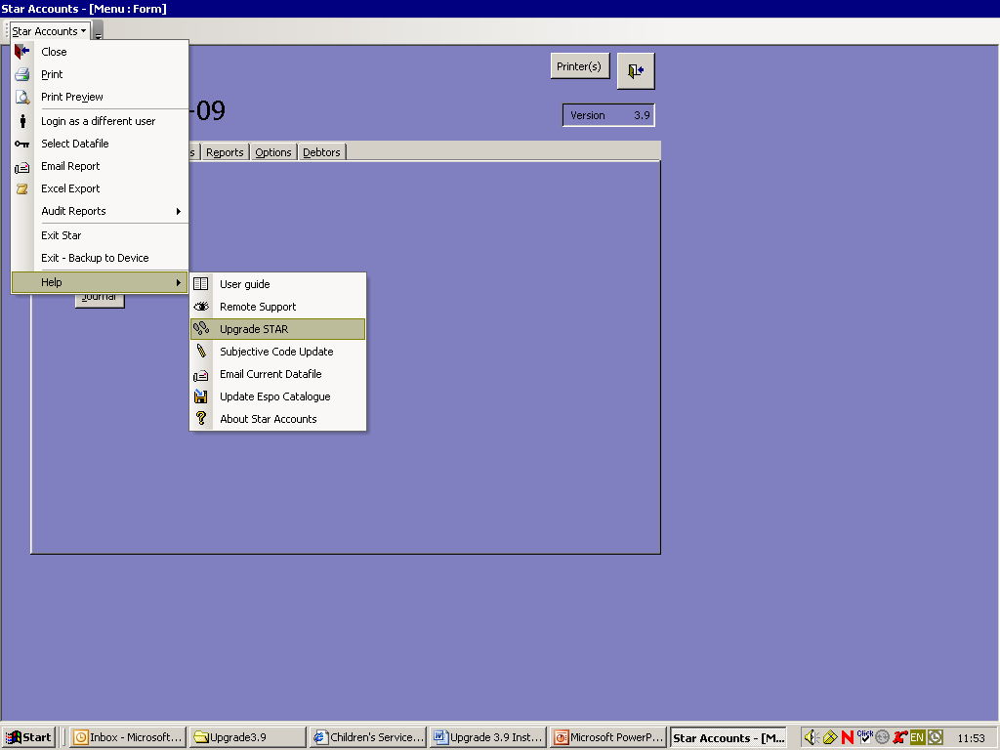 Star Accounts - [Menu : Form]
Star Accounts
Close
Print
Print Preview
Login as a different user
Select Datafile
Email Report
Excel Export
Audit Reports
Exit Star
Exit - Backup to Device
Help
Printer(s)
-09
Version 3.9
s Reports Options Debtors
Journal
User guide
Remote Support
Upgrade STAR
Subjective Code Update
Email Current Datafile
Update Espo Catalogue
About Star Accounts
Start Inbox - Microsoft... Upgrade3.9 Children's Service... Upgrade 3.9 Inst... Microsoft PowerP... Star Accounts - [M... N Click EN 11:53